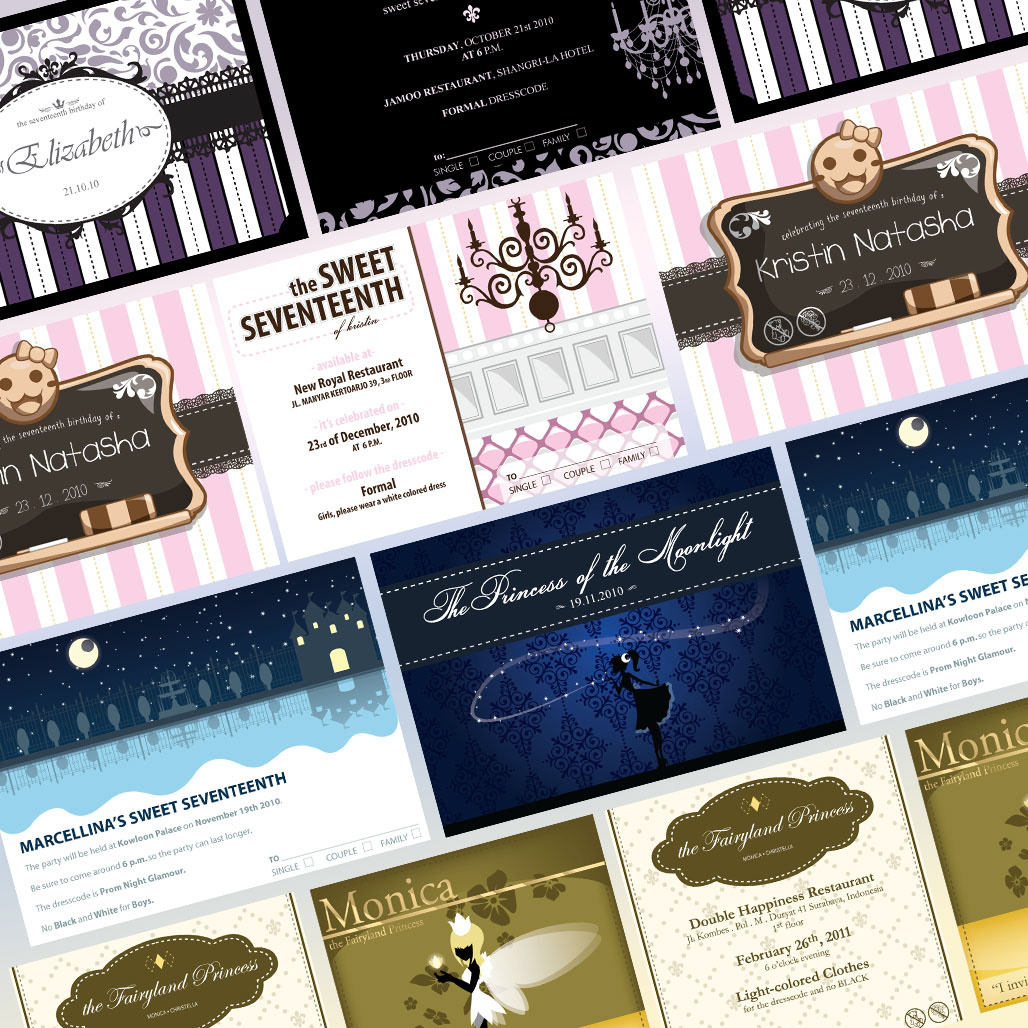 the seventeenth birthday of
Elizabeth
21.10.10
sweet
THURSDAY, OCTOBER 21st 2010
AT 6 P.M.
JAMOO RESTAURANT, SHANGRI-LA HOTEL
FORMAL DRESSCODE
to:
SINGLE COUPLE FAMILY
celebrating the seventeenth birthday of :
Kristin Natasha
23 . 12 . 2010
the SWEET
SEVENTEENTH
of kristin
- available at-
New Royal Restaurant
JL. MANYAR KERTOARJO 39, 3RD FLOOR
- it's celebrated on -
23rd of December, 2010
AT 6 P.M.
- please follow the dresscode -
Formal
Girls, please wear a white colored dress
TO
SINGLE COUPLE FAMILY
the seventeenth birthday of :
Natasha
23 . 12 . 2010
The Princess of the Moonlight
19.11.2010
MARCELLINA'S SWEET
The party will be held at Kowloon Palace on
Be sure to come around 6 p.m. so the party
The dresscode is Prom Night Glamour.
No Black and White for Boys.
MARCELLINA'S SWEET SEVENTEENTH
The party will be held at Kowloon Palace on November 19th 2010.
Be sure to come around 6 p.m. so the party can last longer.
The dresscode is Prom Night Glamour.
No Black and White for Boys.
TO
SINGLE COUPLE FAMILY
the Fairyland Princess
MONICA • CHRISTELLA
Double Happiness Restaurant
Jl. Kombes . Pol . M . Duryat 41 Surabaya, Indonesia
1st floor
February 26th, 2011
6 o'clock evening
Light-colored Clothes
for the dresscode and no BLACK
Monica
the Fairyland Princess
the Fairyland Princess
MONICA • CHRISTELLA
the Fairyland Princess
"I